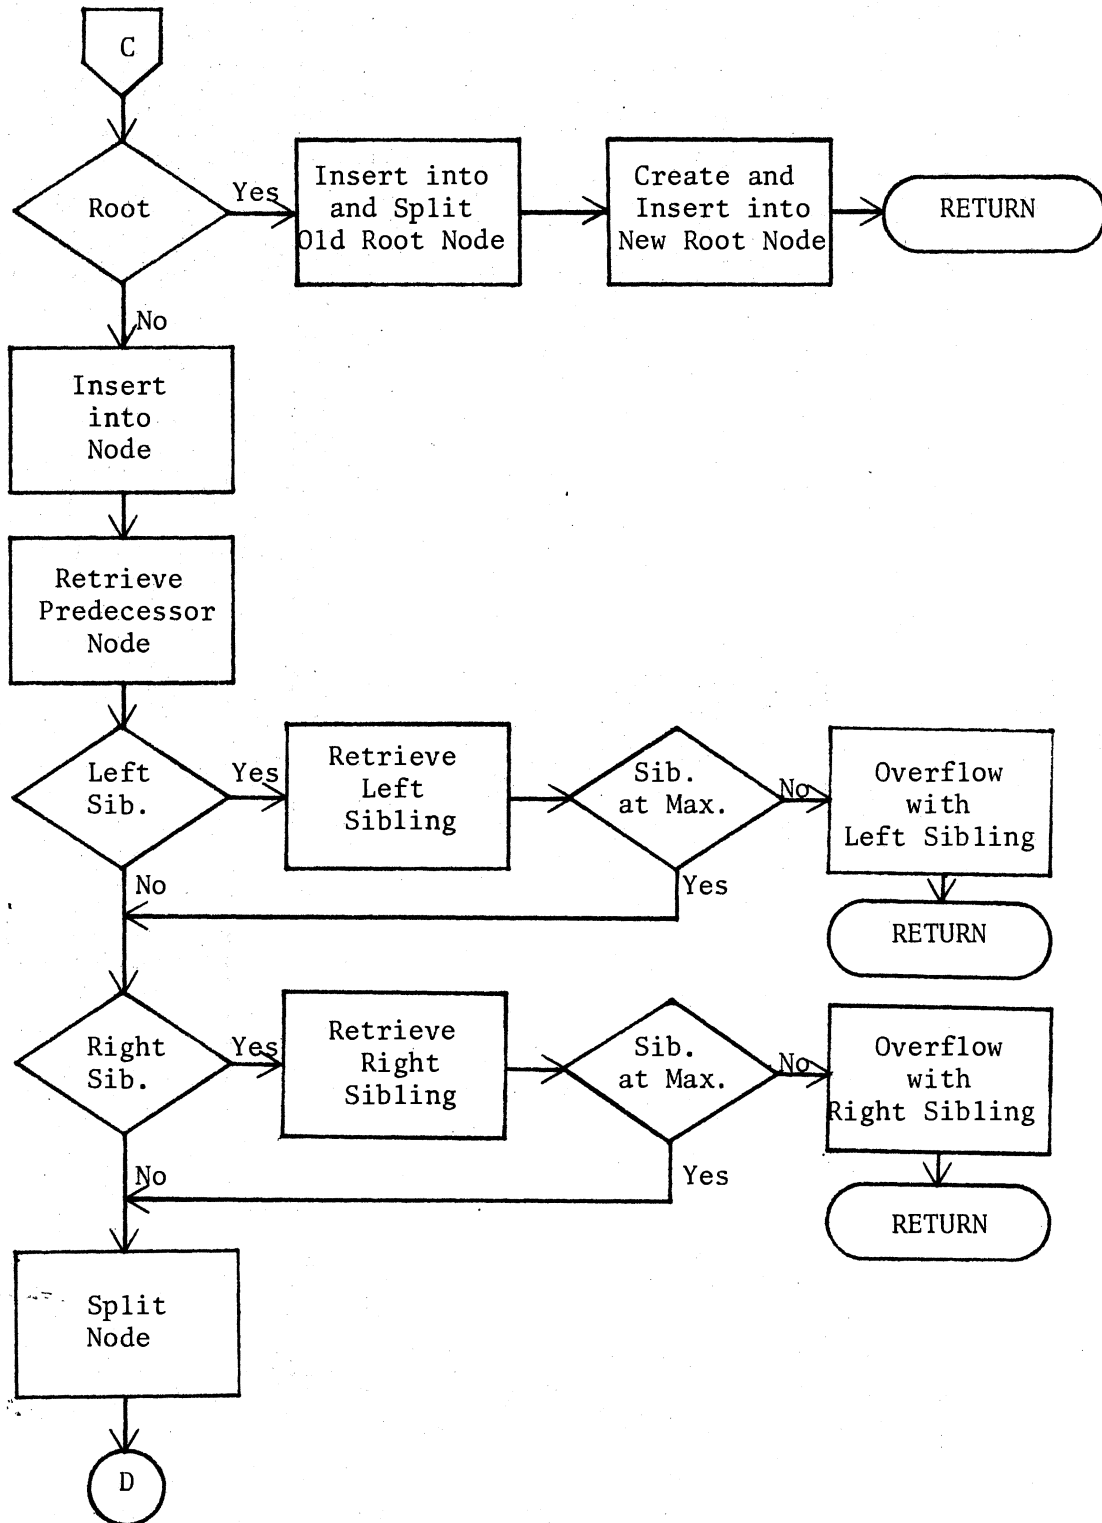 C
Root
Yes
Insert into
and Split
Old Root Node
Create and
Insert into
New Root Node
RETURN
No
Insert
into
Node
Retrieve
Predecessor
Node
Left
Sib.
Yes
Retrieve
Left
Sibling
Sib.
at Max.
No
Overflow
with
Left Sibling
No
Yes
RETURN
Right
Sib.
Yes
Retrieve
Right
Sibling
Sib.
at Max.
No
Overflow
with
Right Sibling
No
Yes
RETURN
Split
Node
D